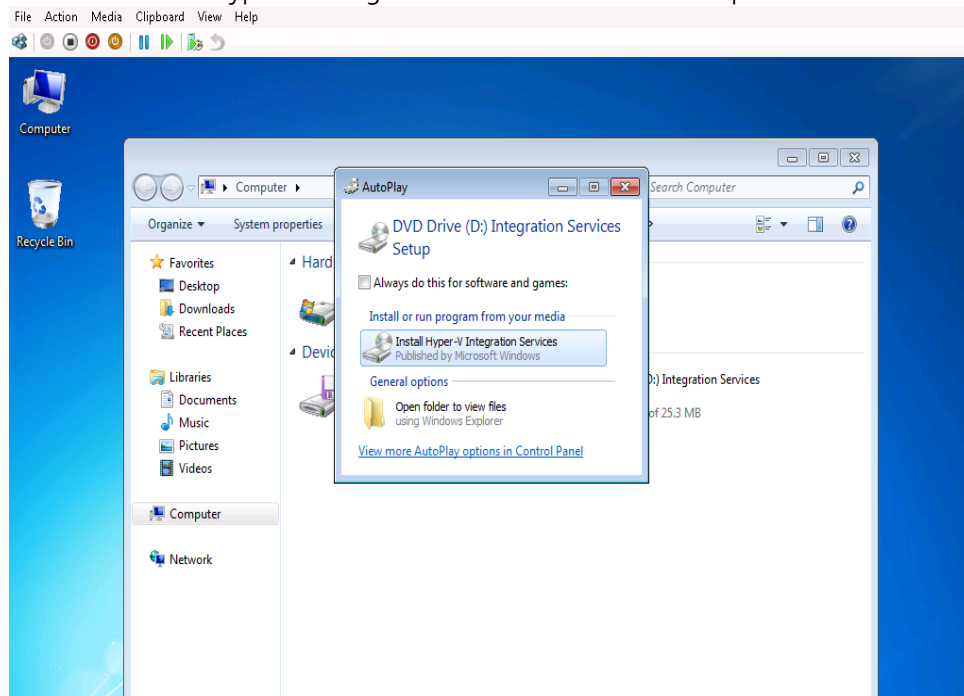 File Action Media Clipboard View Help
Computer
Recycle Bin
Computer
Search Computer
Organize System properties
Favorites
Desktop
Downloads
Recent Places
Libraries
Documents
Music
Pictures
Videos
Computer
Network
Hard
Devic
D:) Integration Services
of 25.3 MB
AutoPlay
DVD Drive (D:) Integration Services
Setup
Always do this for software and games:
Install or run program from your media
Install Hyper-V Integration Services
Published by Microsoft Windows
General options
Open folder to view files
using Windows Explorer
View more AutoPlay options in Control Panel